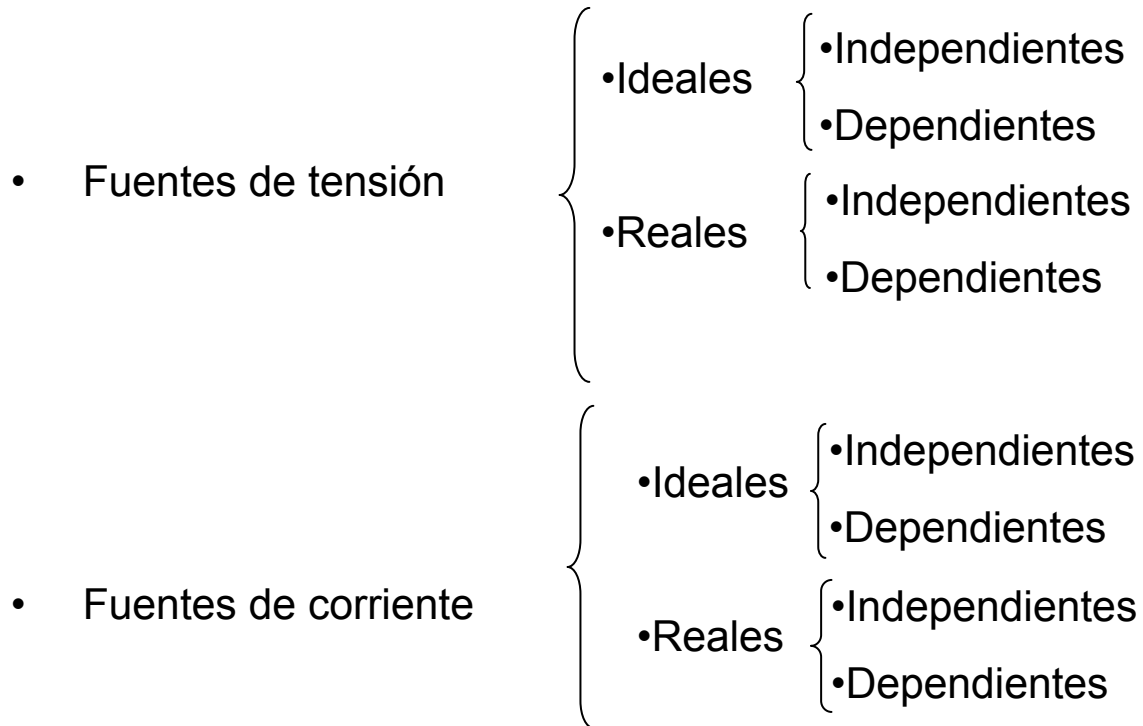 • Fuentes de tensión
•Ideales
•Independientes
•Dependientes
•Reales
•Independientes
•Dependientes
• Fuentes de corriente
•Ideales
•Independientes
•Dependientes
•Reales
•Independientes
•Dependientes